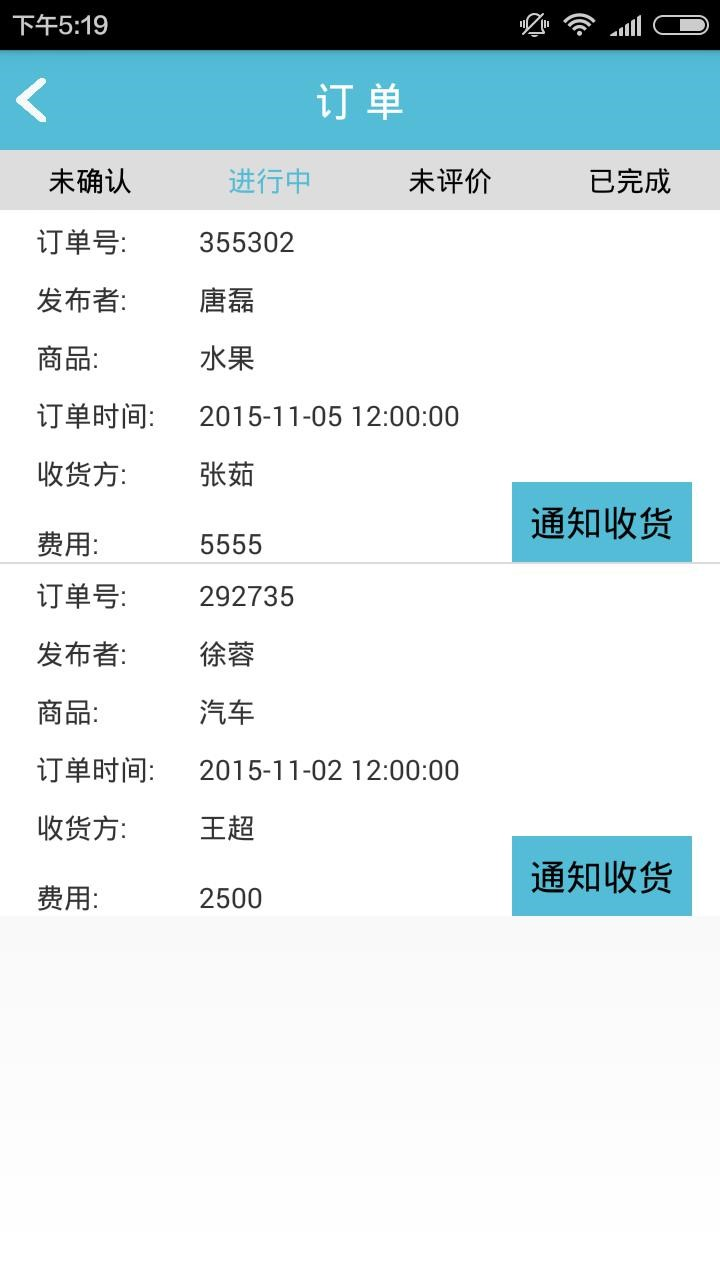 下午5:19
订 单
未确认 进行中 未评价 已完成
订单号: 355302
发布者: 唐磊
商品: 水果
订单时间: 2015-11-05 12:00:00
收货方: 张茹
通知收货
费用: 5555
订单号: 292735
发布者: 徐蓉
商品: 汽车
订单时间: 2015-11-02 12:00:00
收货方: 王超
通知收货
费用: 2500